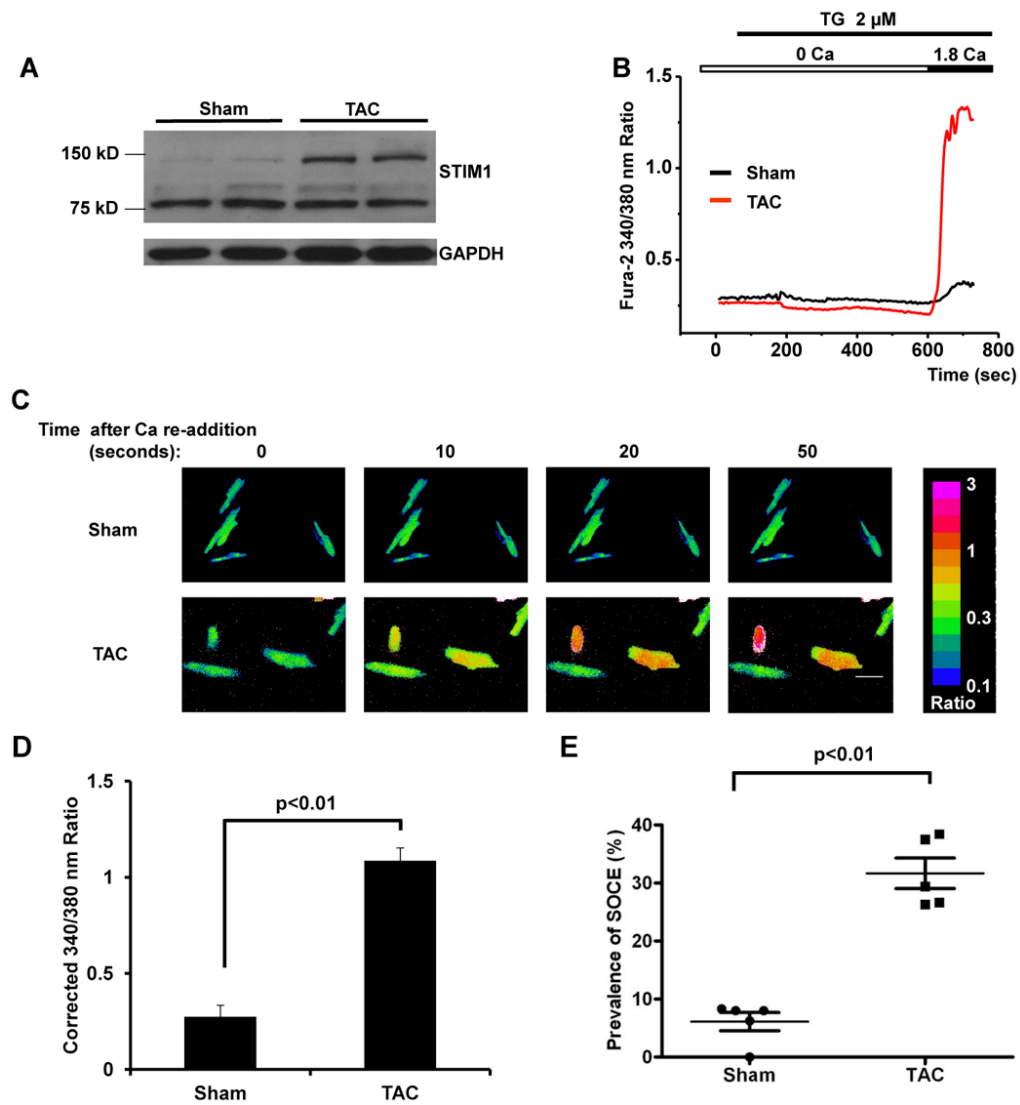 A
Sham TAC
150 kD
STIM1
75 kD
GAPDH
B
TG 2 µM
0 Ca 1.8 Ca
1.5
1.0
0.5
Fura-2 340/380 nm Ratio
Sham
TAC
0 200 400 600 800
Time (sec)
C
Time after Ca re-addition
(seconds): 0 10 20 50
Sham
TAC
3
1
0.3
0.1
Ratio
D
1.5
1
0.5
0
Corrected 340/380 nm Ratio
p<0.01
Sham TAC
E
p<0.01
40
30
20
10
0
Prevalence of SOCE (%)
Sham TAC